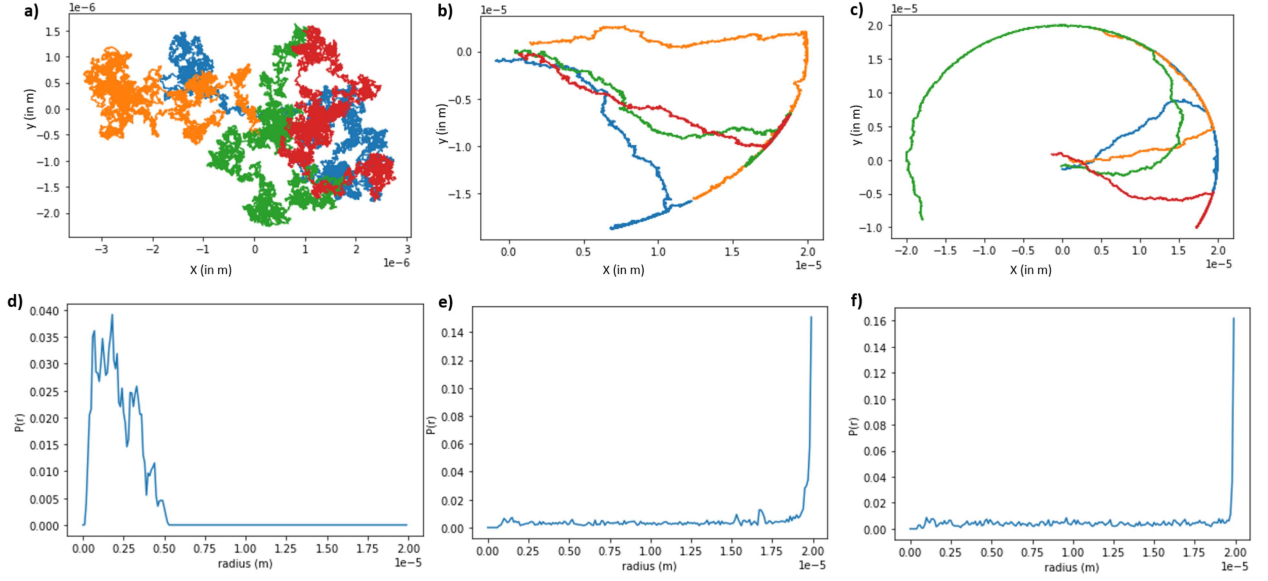 a)
1e−6
1.5
1.0
0.5
0.0
−0.5
−1.0
−1.5
−2.0
y (in m)
−3 −2 −1 0 1 2 3
1e−6
X (in m)
b)
1e−5
0.0
−0.5
−1.0
−1.5
y (in m)
0.0 0.5 1.0 1.5 2.0
1e−5
X (in m)
c)
1e−5
2.0
1.5
1.0
0.5
0.0
−0.5
−1.0
y (in m)
−2.0 −1.5 −1.0 −0.5 0.0 0.5 1.0 1.5 2.0
1e−5
X (in m)
d)
0.040
0.035
0.030
0.025
0.020
0.015
0.010
0.005
0.000
P(r)
0.00 0.25 0.50 0.75 1.00 1.25 1.50 1.75 2.00
1e−5
radius (m)
e)
0.14
0.12
0.10
0.08
0.06
0.04
0.02
0.00
P(r)
0.00 0.25 0.50 0.75 1.00 1.25 1.50 1.75 2.00
1e−5
radius (m)
f)
0.16
0.14
0.12
0.10
0.08
0.06
0.04
0.02
0.00
P(r)
0.00 0.25 0.50 0.75 1.00 1.25 1.50 1.75 2.00
1e−5
radius (m)